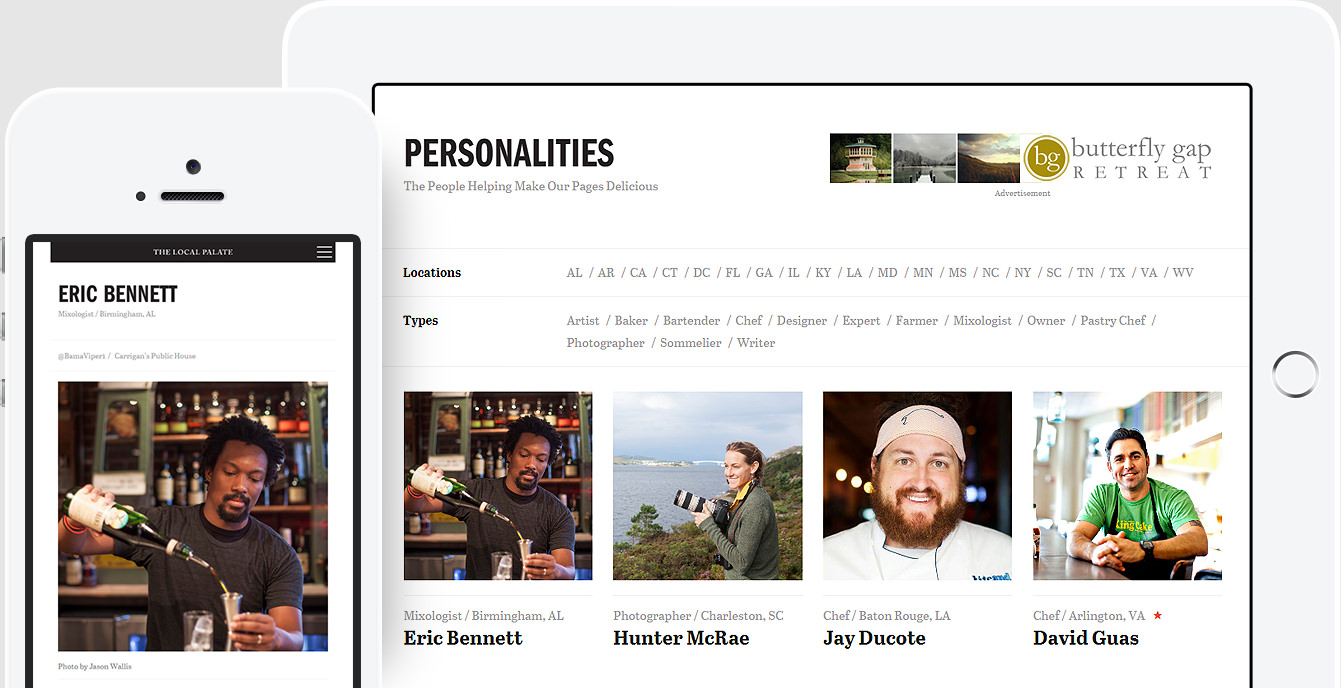 THE LOCAL PALATE
ERIC BENNETT
Mixologist / Birmingham, AL
@BamaViper1 / Carrigan's Public House
Photo by Jason Wallis
PERSONALITIES
The People Helping Make Our Pages Delicious
bg
butterfly gap
RETREAT
Advertisement
Locations
AL / AR / CA / CT / DC / FL / GA / IL / KY / LA / MD / MN / MS / NC / NY / SC / TN / TX / VA / WV
Types
Artist / Baker / Bartender / Chef / Designer / Expert / Farmer / Mixologist / Owner / Pastry Chef /
Photographer / Sommelier / Writer
Mixologist / Birmingham, AL
Eric Bennett
Photographer / Charleston, SC
Hunter McRae
Chef / Baton Rouge, LA
Jay Ducote
King Cake
Chef / Arlington, VA ★
David Guas